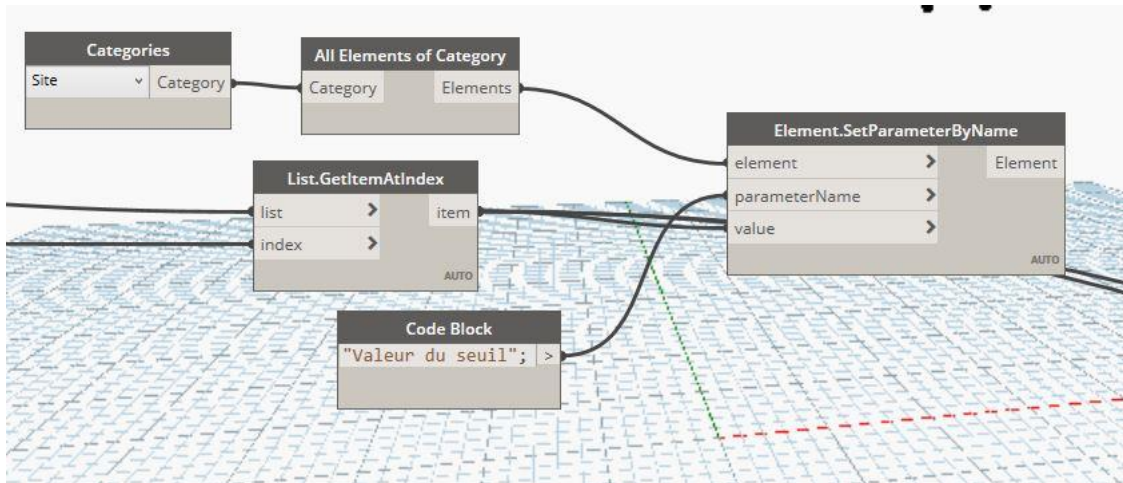 Categories
Site
Category
All Elements of Category
Category
Elements
Element.SetParameterByName
element
Element
parameterName
value
AUTO
List.GetItemAtIndex
list
item
index
AUTO
Code Block
"Valeur du seuil";
>